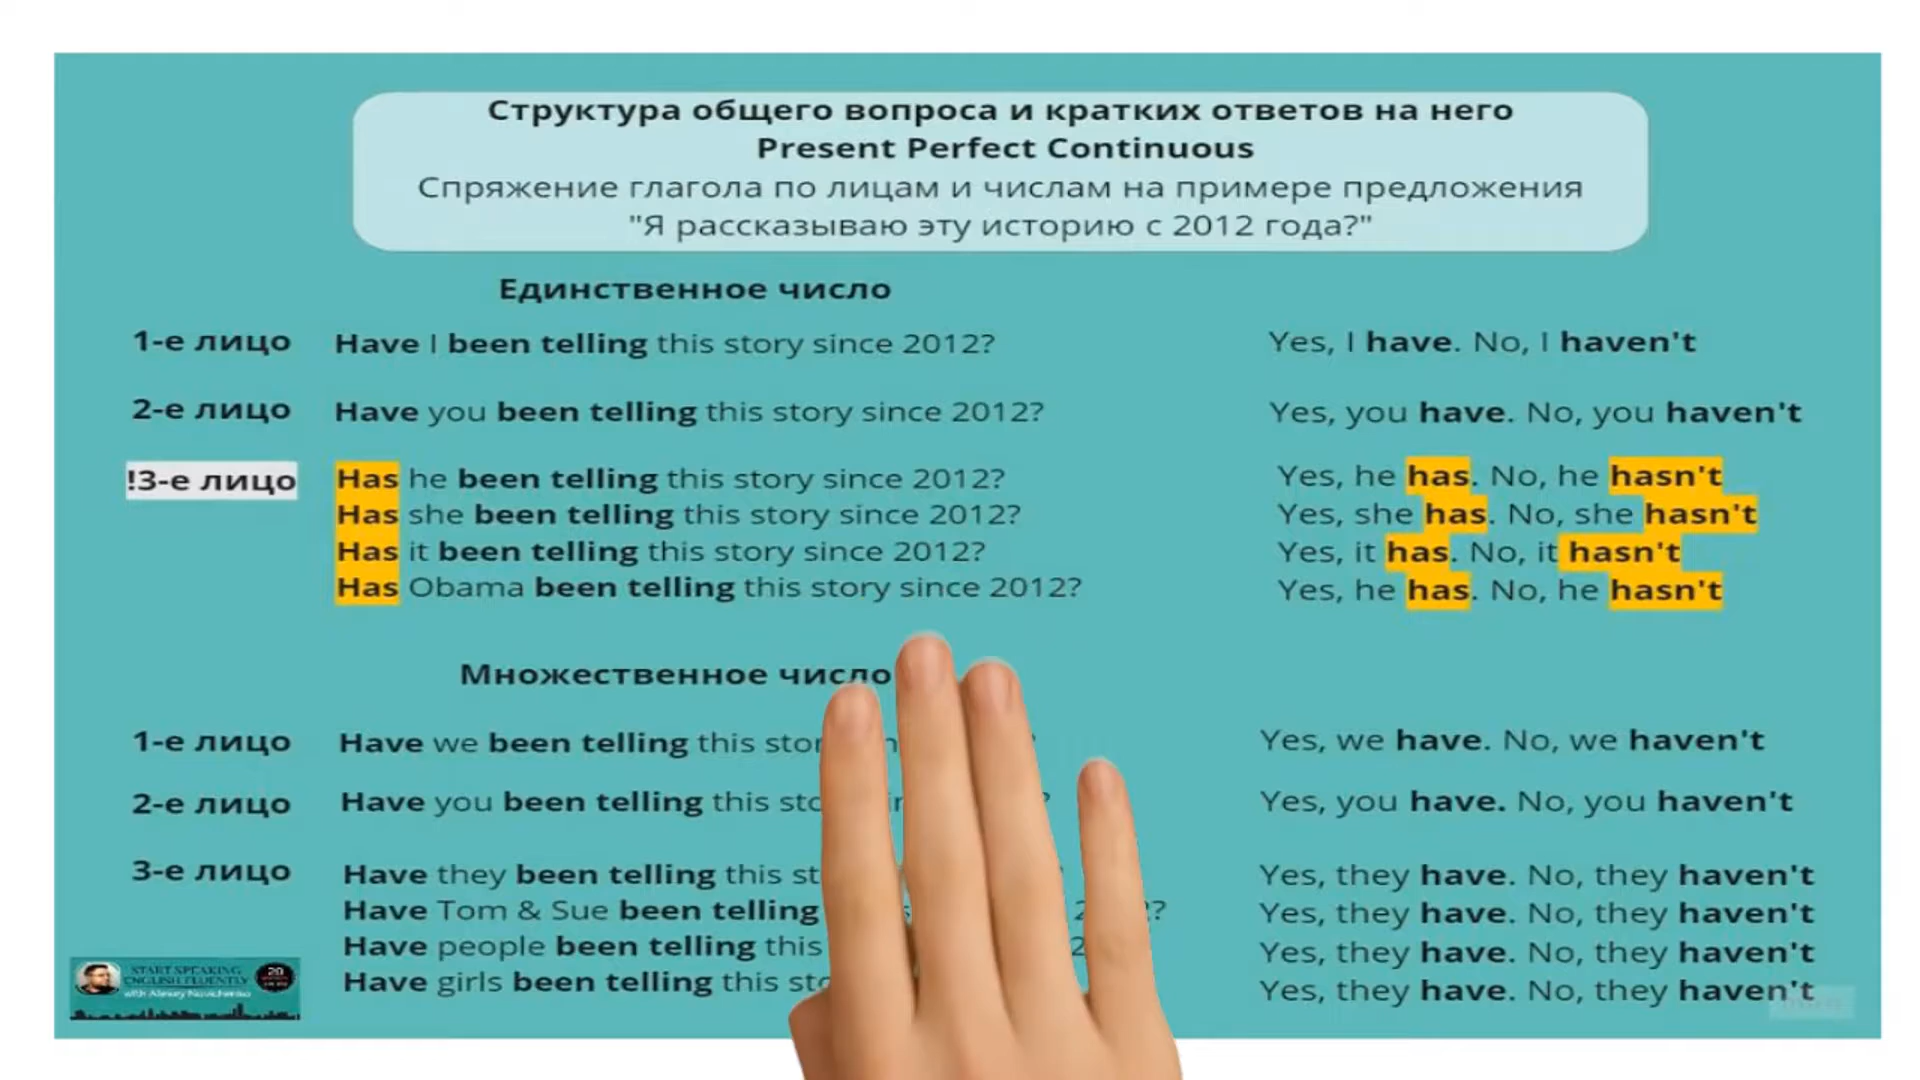 Структура общего вопроса и кратких ответов на него
Present Perfect Continuous
Спряжение глагола по лицам и числам на примере предложения
"Я рассказываю эту историю с 2012 года?"
Единственное число
1-е лицо Have I been telling this story since 2012? Yes, I have. No, I haven't
2-е лицо Have you been telling this story since 2012? Yes, you have. No, you haven't
!3-е лицо Has he been telling this story since 2012? Yes, he has. No, he hasn't
Has she been telling this story since 2012? Yes, she has. No, she hasn't
Has it been telling this story since 2012? Yes, it has. No, it hasn't
Has Obama been telling this story since 2012? Yes, he has. No, he hasn't
Множественное число
1-е лицо Have we been telling this Yes, we have. No, we haven't
2-е лицо Have you been telling this Yes, you have. No, you haven't
3-е лицо Have they been telling this Yes, they have. No, they haven't
Have Tom & Sue been telling Yes, they have. No, they haven't
Have people been telling this Yes, they have. No, they haven't
Have girls been telling this Yes, they have. No, they haven't
START SPEAKING
ENGLISH FLUENTLY
with Alexey Novichenko
20